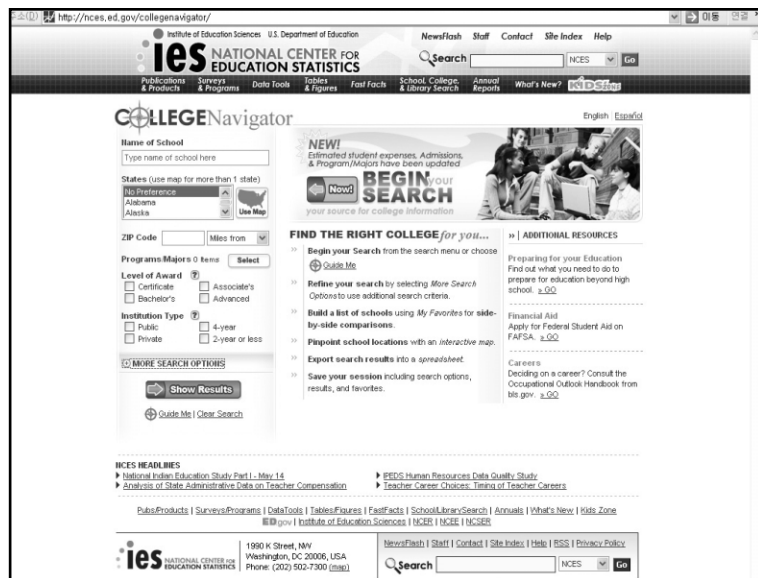 주소(D) http://nces.ed.gov/collegenavigator/ 이동 연결
Institute of Education Sciences U.S. Department of Education
NewsFlash Staff Contact Site Index Help
ies NATIONAL CENTER FOR
EDUCATION STATISTICS
Search NCES Go
Publications
& Products
Surveys
& Programs
Data Tools
Tables
& Figures
Fast Facts
School, College,
& Library Search
Annual
Reports
What's New?
KiDS ZONE
COLLEGENavigator
English | Español
Name of School
Type name of school here
States (use map for more than 1 state)
No Preference
Alabama
Alaska
Use Map
ZIP Code Miles from
Programs/Majors 0 items Select
Level of Award ?
Certificate Associate's
Bachelor's Advanced
Institution Type ?
Public 4-year
Private 2-year or less
MORE SEARCH OPTIONS
Show Results
Guide Me | Clear Search
NEW!
Estimated student expenses, Admissions,
& Program/Majors have been updated
Now!
BEGIN your
SEARCH
your source for college information
FIND THE RIGHT COLLEGE for you...
» Begin your Search from the search menu or choose
Guide Me
» Refine your search by selecting More Search
Options to use additional search criteria.
» Build a list of schools using My Favorites for side-
by-side comparisons.
» Pinpoint school locations with an interactive map.
» Export search results into a spreadsheet.
» Save your session including search options,
results, and favorites.
» | ADDITIONAL RESOURCES
Preparing for your Education
Find out what you need to do to
prepare for education beyond high
school. » GO
Financial Aid
Apply for Federal Student Aid on
FAFSA. » GO
Careers
Deciding on a career? Consult the
Occupational Outlook Handbook from
bls.gov. » GO
NCES HEADLINES
National Indian Education Study Part I - May 14
Analysis of State Administrative Data on Teacher Compensation
IPEDS Human Resources Data Quality Study
Teacher Career Choices: Timing of Teacher Careers
Pubs/Products | Surveys/Programs | DataTools | Tables/Figures | FastFacts | School/LibrarySearch | Annuals | What's New | Kids Zone
ED.gov | Institute of Education Sciences | NCER | NCEE | NCSER
ies NATIONAL CENTER FOR
EDUCATION STATISTICS
1990 K Street, NW
Washington, DC 20006, USA
Phone: (202) 502-7300 (map)
NewsFlash | Staff | Contact | Site Index | Help | RSS | Privacy Policy
Search NCES Go